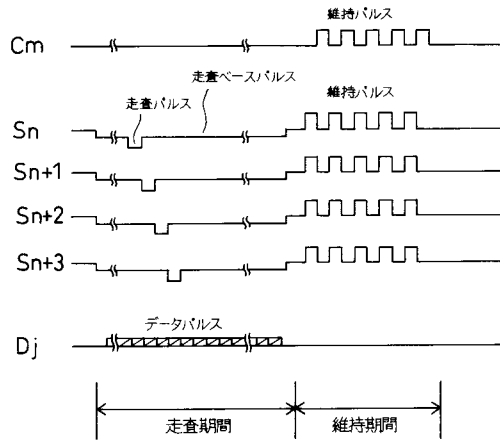 維持パルス
Cm
走査ベースパルス
走査パルス
維持パルス
Sn
Sn+1
Sn+2
Sn+3
データパルス
Dj
走査期間
維持期間